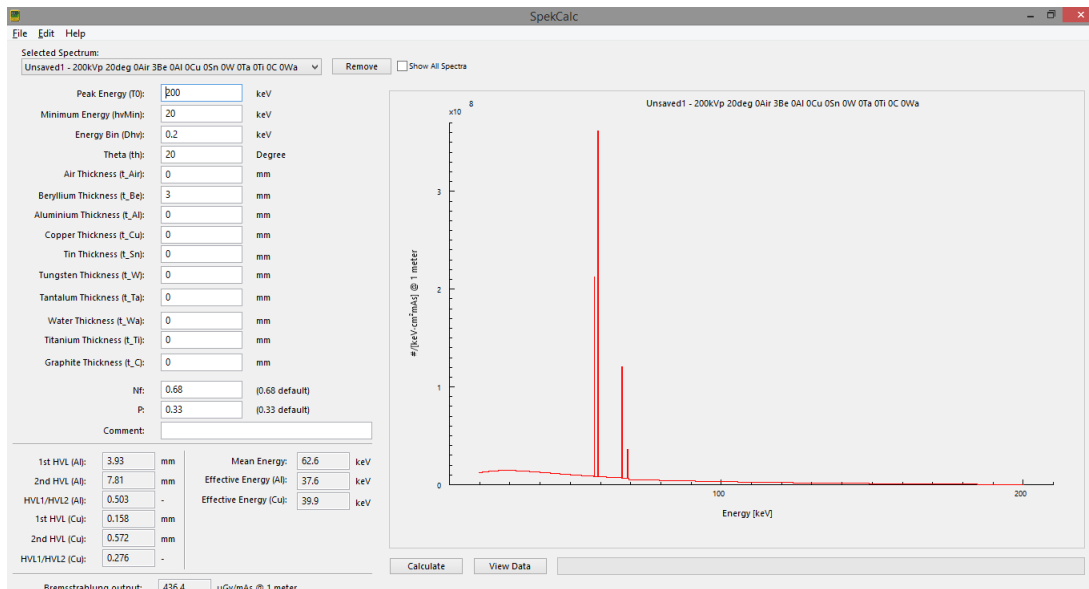 SpekCalc
File Edit Help
Selected Spectrum:
Unsaved1 - 200kVp 20deg 0Air 3Be 0Al 0Cu 0Sn 0W 0Ta 0Ti 0C 0Wa Remove Show All Spectra
Peak Energy (T0): 200 keV
Minimum Energy (hvMin): 20 keV
Energy Bin (Dhv): 0.2 keV
Theta (th): 20 Degree
Air Thickness (t_Air): 0 mm
Beryllium Thickness (t_Be): 3 mm
Aluminium Thickness (t_Al): 0 mm
Copper Thickness (t_Cu): 0 mm
Tin Thickness (t_Sn): 0 mm
Tungsten Thickness (t_W): 0 mm
Tantalum Thickness (t_Ta): 0 mm
Water Thickness (t_Wa): 0 mm
Titanium Thickness (t_Ti): 0 mm
Graphite Thickness (t_C): 0 mm
Nf: 0.68 (0.68 default)
P: 0.33 (0.33 default)
Comment:
1st HVL (Al): 3.93 mm Mean Energy: 62.6 keV
2nd HVL (Al): 7.81 mm Effective Energy (Al): 37.6 keV
HVL1/HVL2 (Al): 0.503 - Effective Energy (Cu): 39.9 keV
1st HVL (Cu): 0.158 mm
2nd HVL (Cu): 0.572 mm
HVL1/HVL2 (Cu): 0.276 -
Bremsstrahlung output: 436.4 uGy/mAs @ 1 meter
Unsaved1 - 200kVp 20deg 0Air 3Be 0Al 0Cu 0Sn 0W 0Ta 0Ti 0C 0Wa
x10 8
3
2
1
0
#/[keV·cm²mAs] @ 1 meter
100 200
Energy [keV]
Calculate View Data